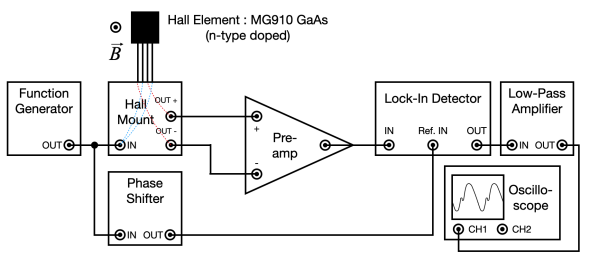 Hall Element : MG910 GaAs
(n-type doped)
B
Function
Generator
OUT
Hall
Mount
OUT +
OUT -
IN
Pre-
amp
+
-
Lock-In Detector
IN
Ref. IN
OUT
Low-Pass
Amplifier
IN OUT
Phase
Shifter
IN OUT
Oscillo-
scope
CH1
CH2